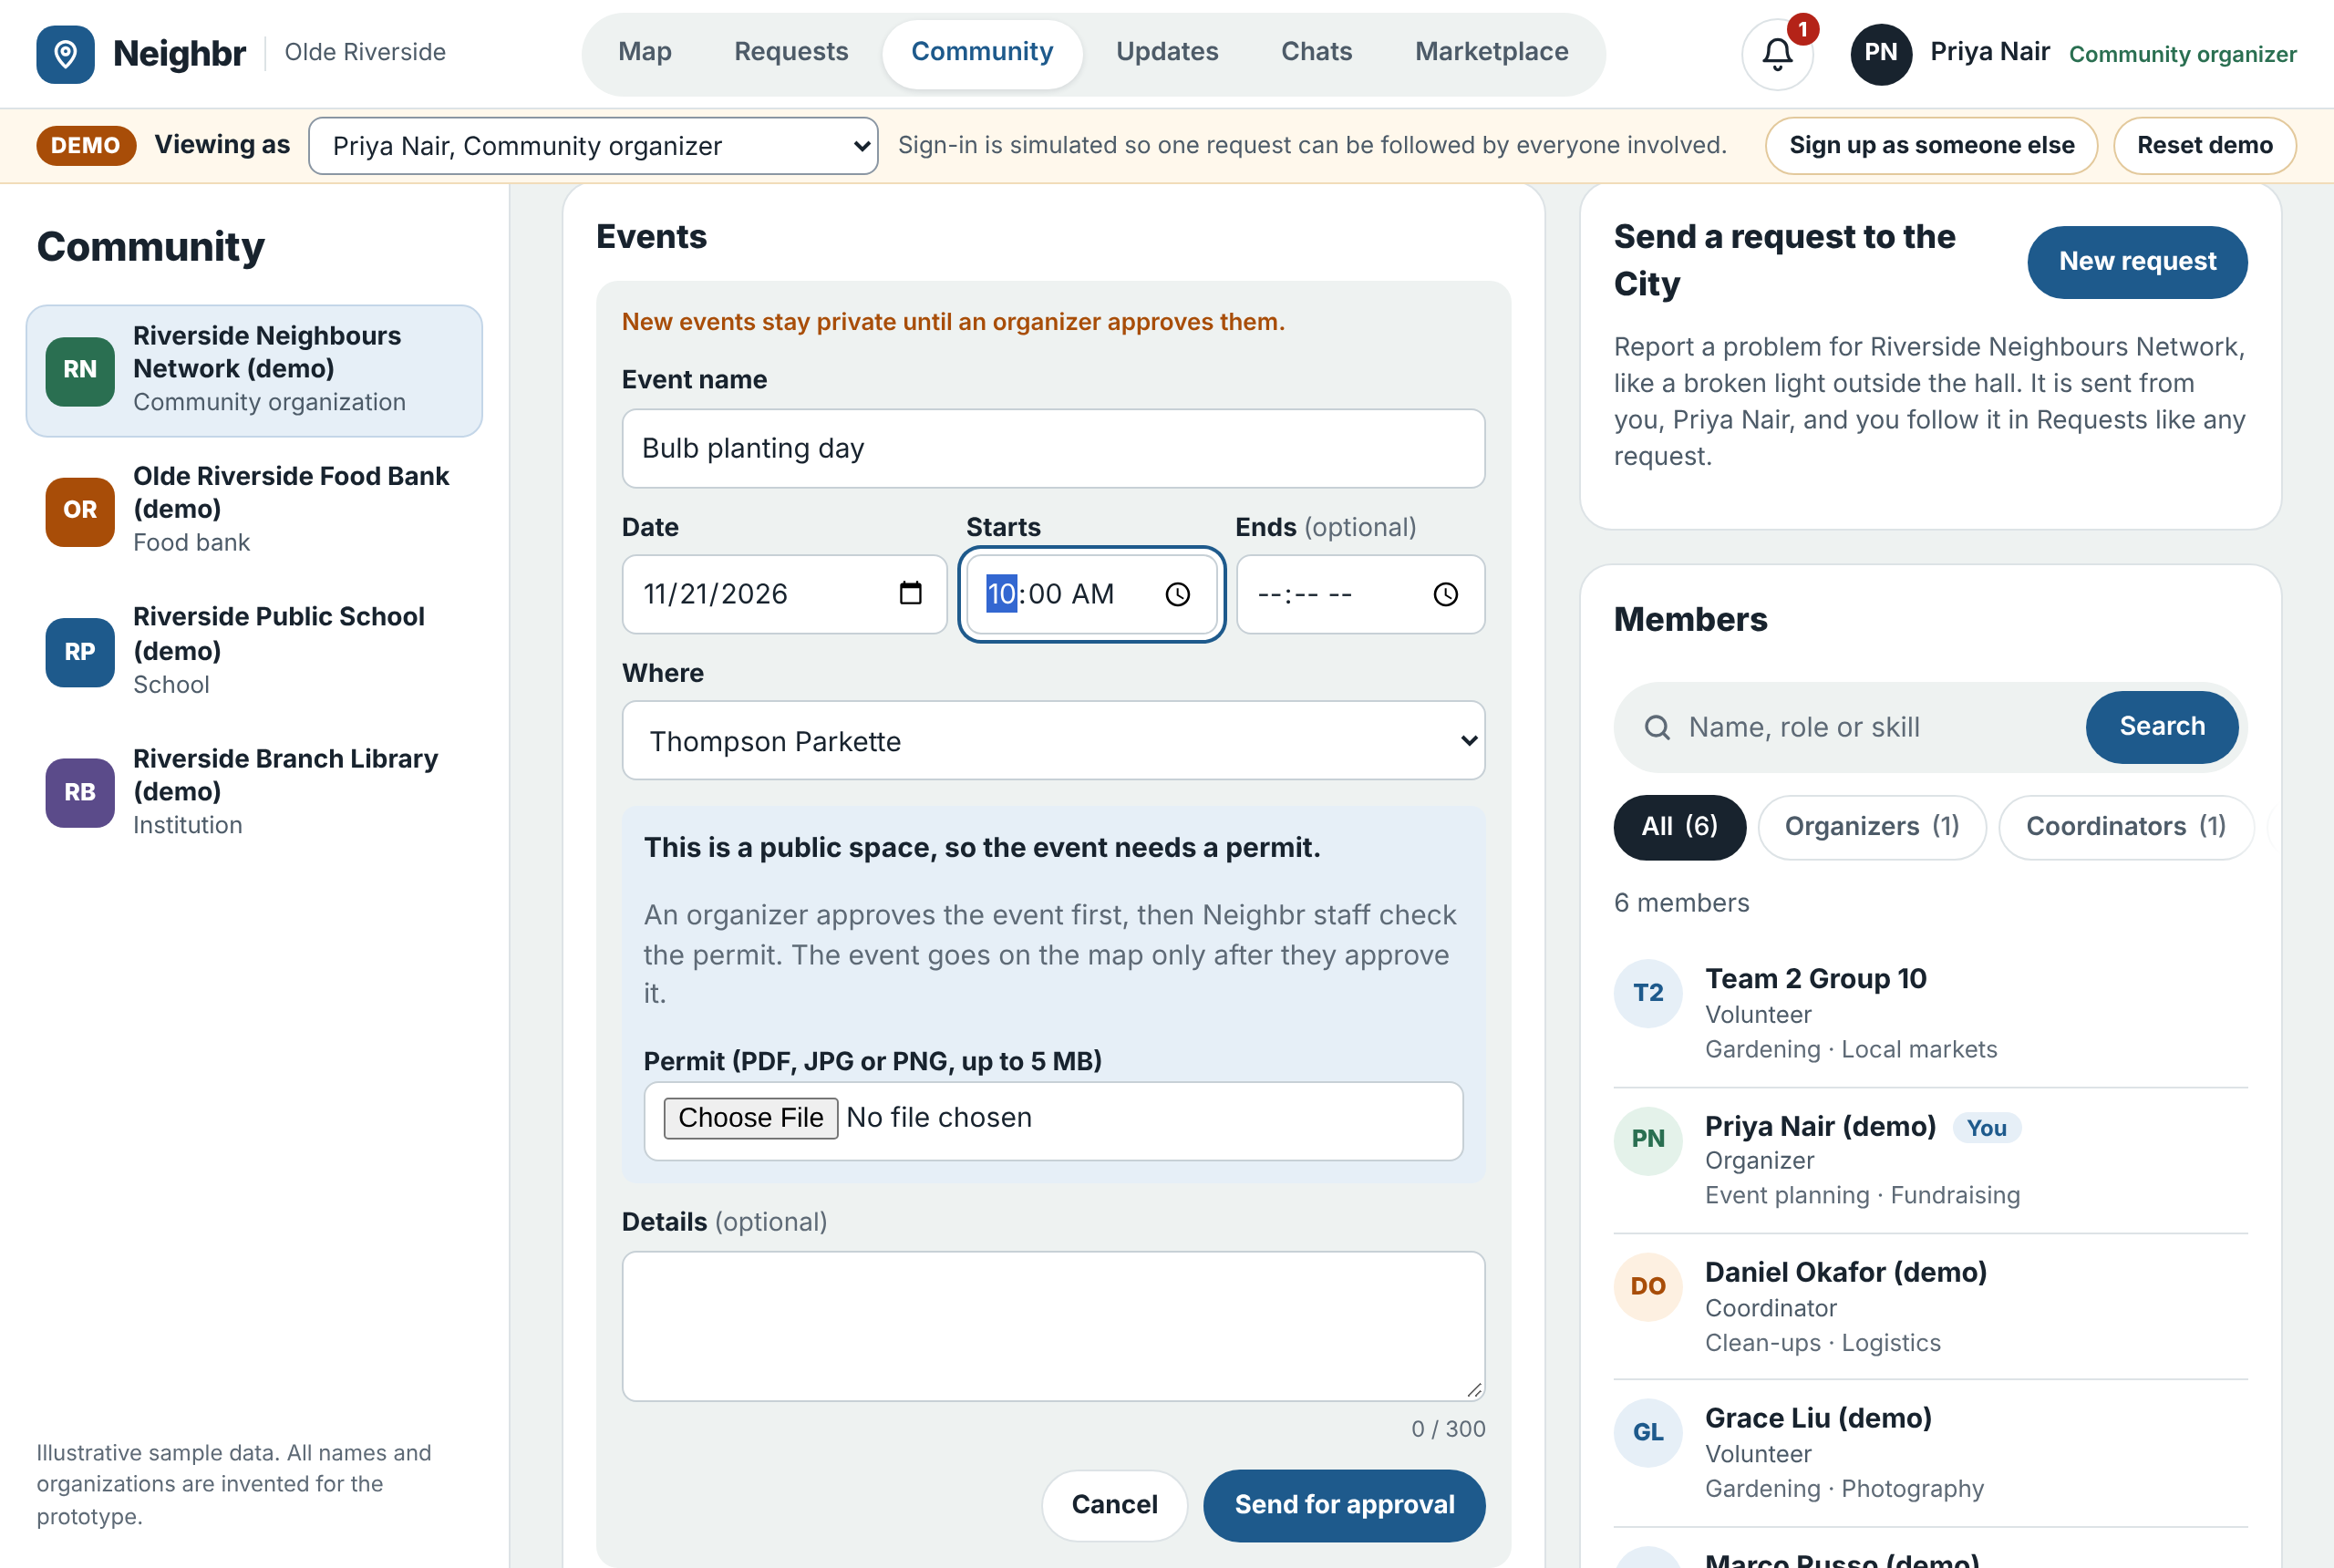 Neighbr
Olde Riverside
Map
Requests
Community
Updates
Chats
Marketplace
1
PN
Priya Nair
Community organizer
DEMO
Viewing as
Priya Nair, Community organizer
Sign-in is simulated so one request can be followed by everyone involved.
Sign up as someone else
Reset demo
Community
RN
Riverside Neighbours
Network (demo)
Community organization
OR
Olde Riverside Food Bank
(demo)
Food bank
RP
Riverside Public School
(demo)
School
RB
Riverside Branch Library
(demo)
Institution
Illustrative sample data. All names and
organizations are invented for the
prototype.
Events
New events stay private until an organizer approves them.
Event name
Bulb planting day
Date
Starts
Ends (optional)
11/21/2026
10:00 AM
--:-- --
Where
Thompson Parkette
This is a public space, so the event needs a permit.
An organizer approves the event first, then Neighbr staff check
the permit. The event goes on the map only after they approve
it.
Permit (PDF, JPG or PNG, up to 5 MB)
Choose File No file chosen
Details (optional)
0 / 300
Cancel
Send for approval
Send a request to the
City
New request
Report a problem for Riverside Neighbours Network,
like a broken light outside the hall. It is sent from
you, Priya Nair, and you follow it in Requests like any
request.
Members
Name, role or skill
Search
All (6)
Organizers (1)
Coordinators (1)
6 members
T2
Team 2 Group 10
Volunteer
Gardening · Local markets
PN
Priya Nair (demo)
You
Organizer
Event planning · Fundraising
DO
Daniel Okafor (demo)
Coordinator
Clean-ups · Logistics
GL
Grace Liu (demo)
Volunteer
Gardening · Photography
Marco Russo (demo)